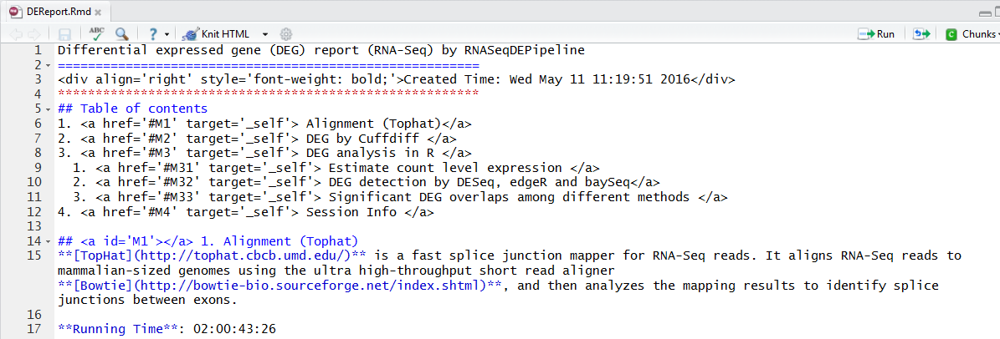 DEReport.Rmd
ABC Knit HTML Run Chunks
1 Differential expressed gene (DEG) report (RNA-Seq) by RNASeqDEPipeline
2 ========================================================
3 <div align='right' style='font-weight: bold;'>Created Time: Wed May 11 11:19:51 2016</div>
4 ********************************************************
5 ## Table of contents
6 1. <a href='#M1' target='_self'> Alignment (Tophat)</a>
7 2. <a href='#M2' target='_self'> DEG by Cuffdiff </a>
8 3. <a href='#M3' target='_self'> DEG analysis in R </a>
9 1. <a href='#M31' target='_self'> Estimate count level expression </a>
10 2. <a href='#M32' target='_self'> DEG detection by DESeq, edgeR and baySeq</a>
11 3. <a href='#M33' target='_self'> Significant DEG overlaps among different methods </a>
12 4. <a href='#M4' target='_self'> Session Info </a>
13
14 ## <a id='M1'></a> 1. Alignment (Tophat)
15 **[TopHat](http://tophat.cbcb.umd.edu/)** is a fast splice junction mapper for RNA-Seq reads. It aligns RNA-Seq reads to
mammalian-sized genomes using the ultra high-throughput short read aligner
**[Bowtie](http://bowtie-bio.sourceforge.net/index.shtml)**, and then analyzes the mapping results to identify splice
junctions between exons.
16
17 **Running Time**: 02:00:43:26